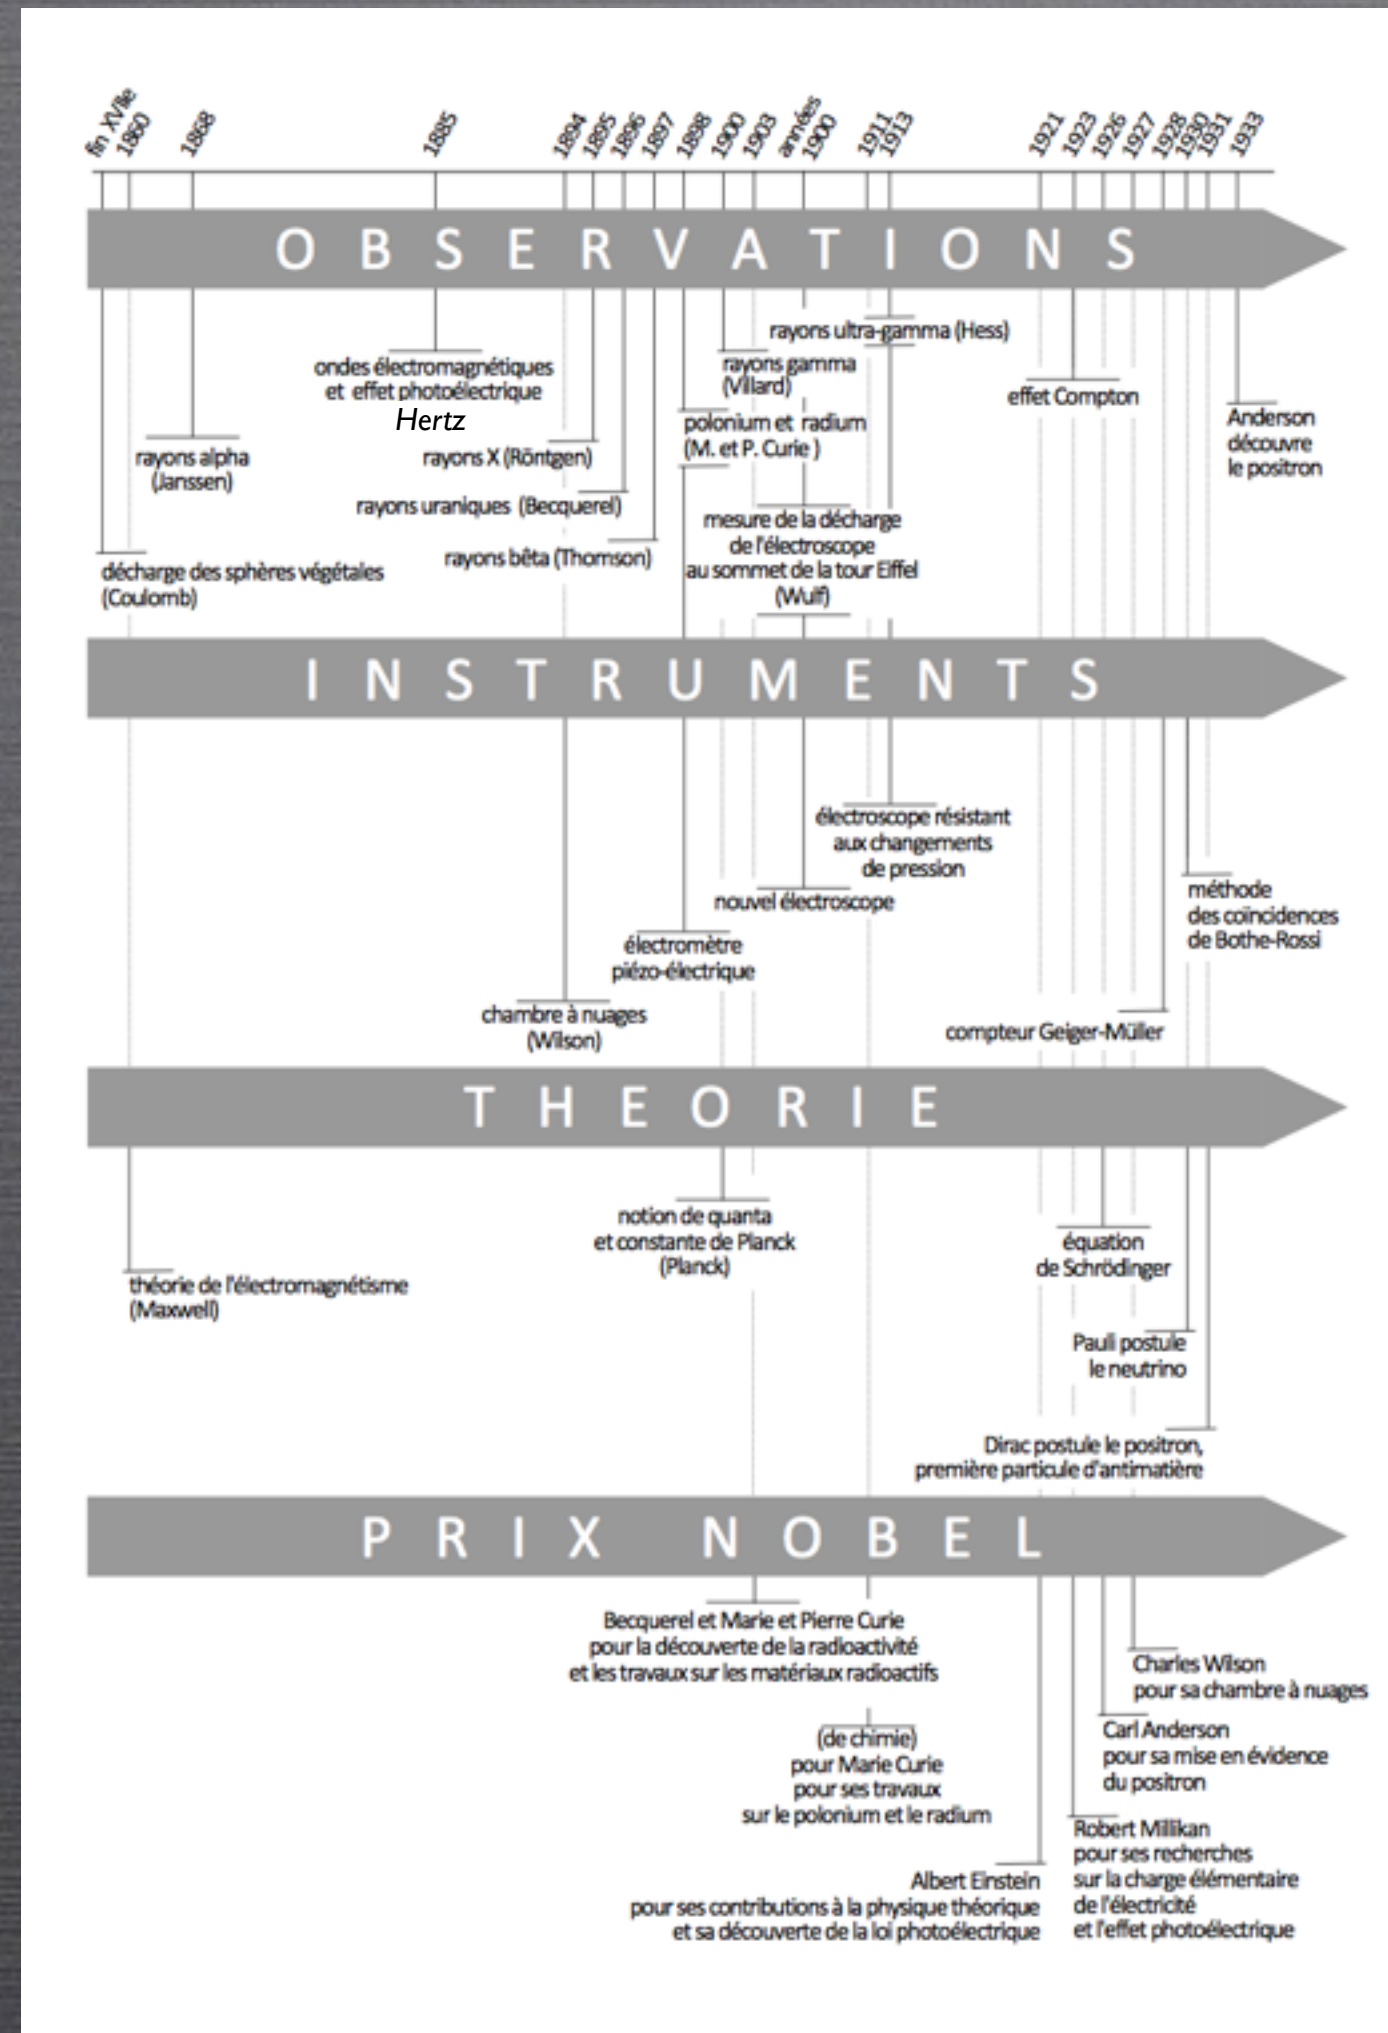 fin XVIIe
1860
1868
1885
1894
1895
1896
1897
1898
1900
1903
années
1900
1911
1913
1921
1923
1926
1927
1928
1930
1931
1933
OBSERVATIONS
rayons ultra-gamma (Hess)
ondes électromagnétiques
et effet photoélectrique
Hertz
rayons gamma
(Villard)
effet Compton
Anderson
découvre
le positron
polonium et radium
(M. et P. Curie )
rayons alpha
(Janssen)
rayons X (Röntgen)
rayons uraniques (Becquerel)
mesure de la décharge
de l'électroscope
au sommet de la tour Eiffel
(Wulf)
rayons bêta (Thomson)
décharge des sphères végétales
(Coulomb)
INSTRUMENTS
électroscope résistant
aux changements
de pression
méthode
des coïncidences
de Bothe-Rossi
nouvel électroscope
électromètre
piézo-électrique
chambre à nuages
(Wilson)
compteur Geiger-Müller
THEORIE
notion de quanta
et constante de Planck
(Planck)
équation
de Schrödinger
théorie de l'électromagnétisme
(Maxwell)
Pauli postule
le neutrino
Dirac postule le positron,
première particule d'antimatière
PRIX NOBEL
Becquerel et Marie et Pierre Curie
pour la découverte de la radioactivité
et les travaux sur les matériaux radioactifs
Charles Wilson
pour sa chambre à nuages
(de chimie)
pour Marie Curie
pour ses travaux
sur le polonium et le radium
Carl Anderson
pour sa mise en évidence
du positron
Robert Millikan
pour ses recherches
sur la charge élémentaire
de l'électricité
et l'effet photoélectrique
Albert Einstein
pour ses contributions à la physique théorique
et sa découverte de la loi photoélectrique